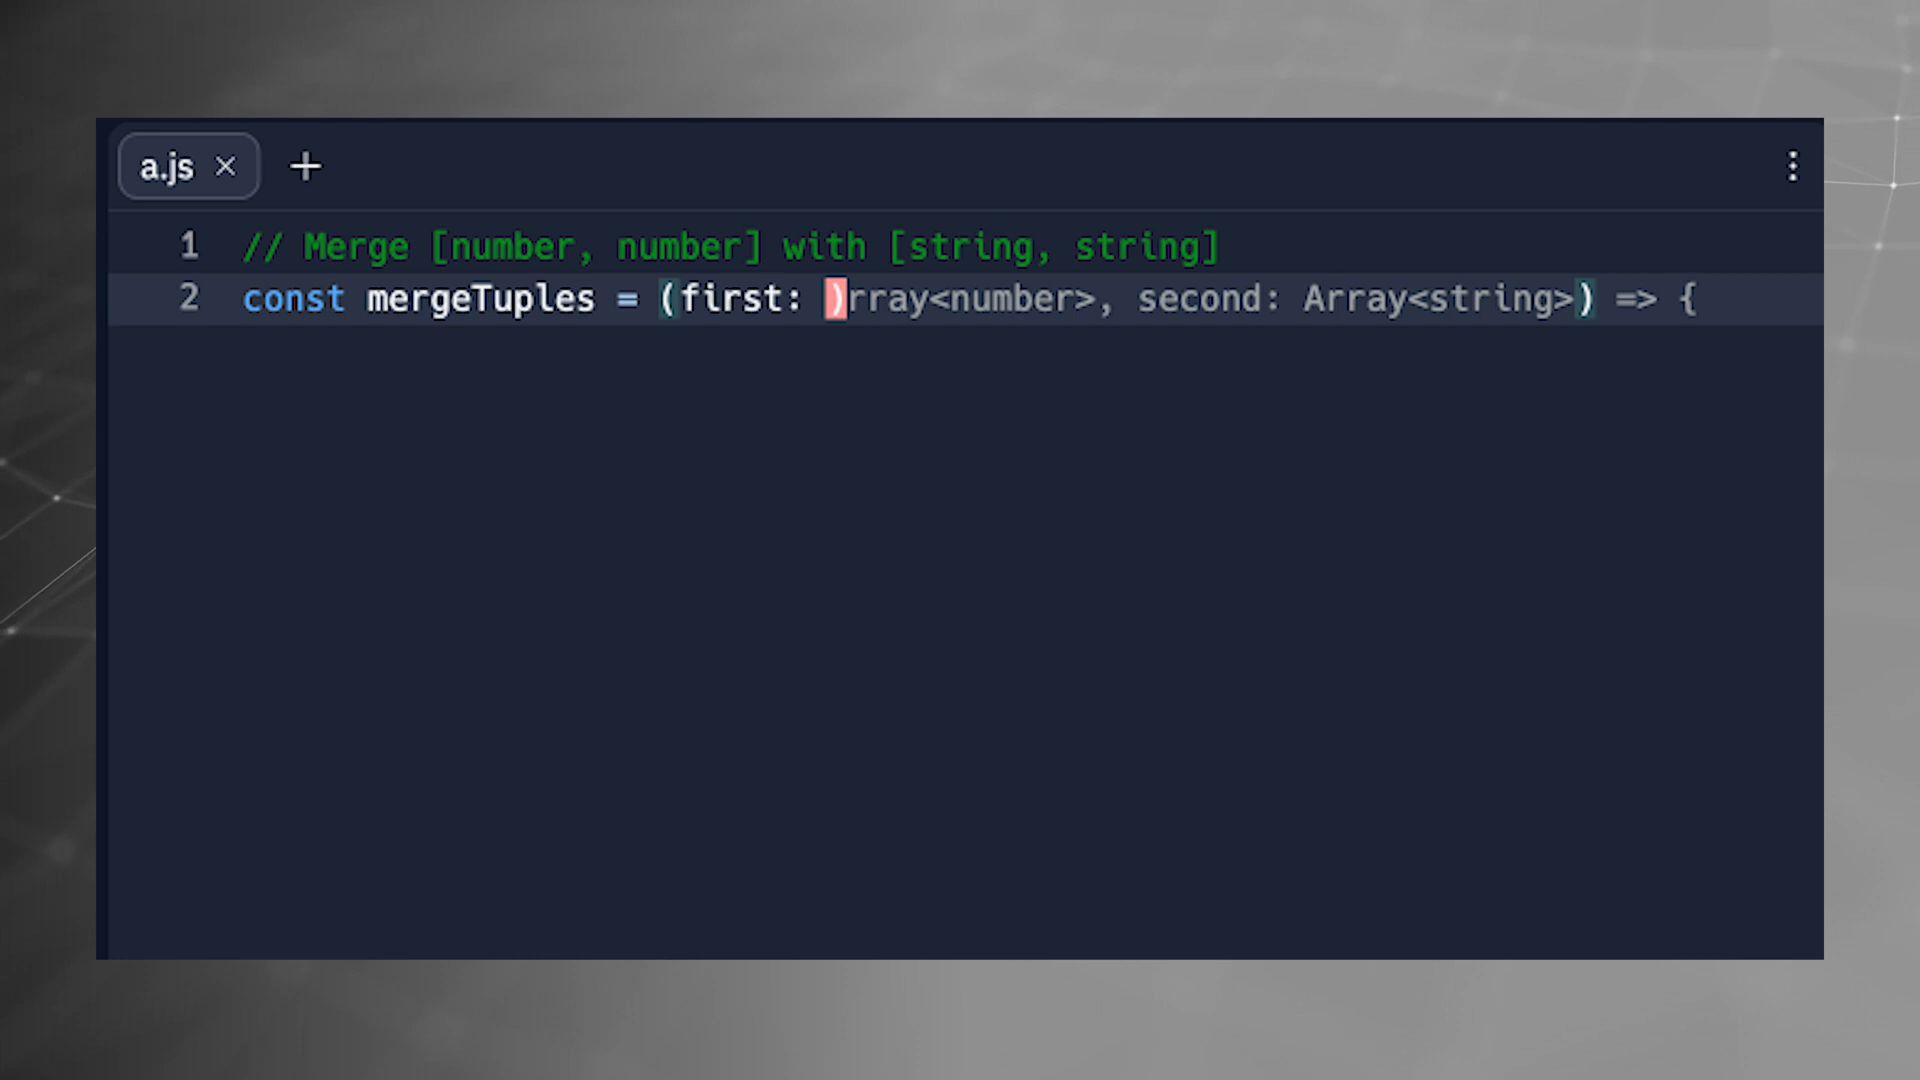 a.js
1 // Merge [number, number] with [string, string]
2 const mergeTuples = (first: )rray<number>, second: Array<string>) => {